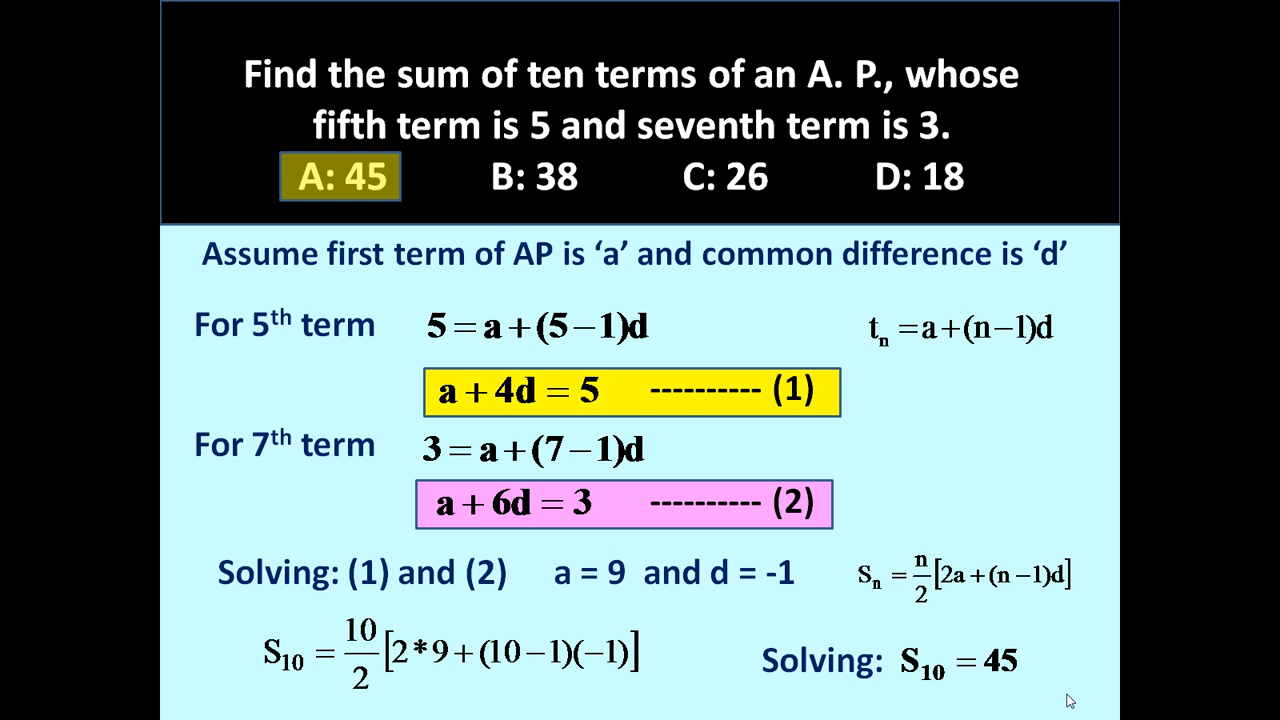 Find the sum of ten terms of an A. P., whose
fifth term is 5 and seventh term is 3.
A: 45 B: 38 C: 26 D: 18
Assume first term of AP is ‘a’ and common difference is ‘d’
For 5th term 5 = a + (5 − 1)d tn = a + (n − 1)d
a + 4d = 5 ---------- (1)
For 7th term 3 = a + (7 − 1)d
a + 6d = 3 ---------- (2)
Solving: (1) and (2) a = 9 and d = -1 Sn = n/2 [2a + (n − 1)d]
S10 = 10/2 [2 * 9 + (10 − 1)(−1)] Solving: S10 = 45